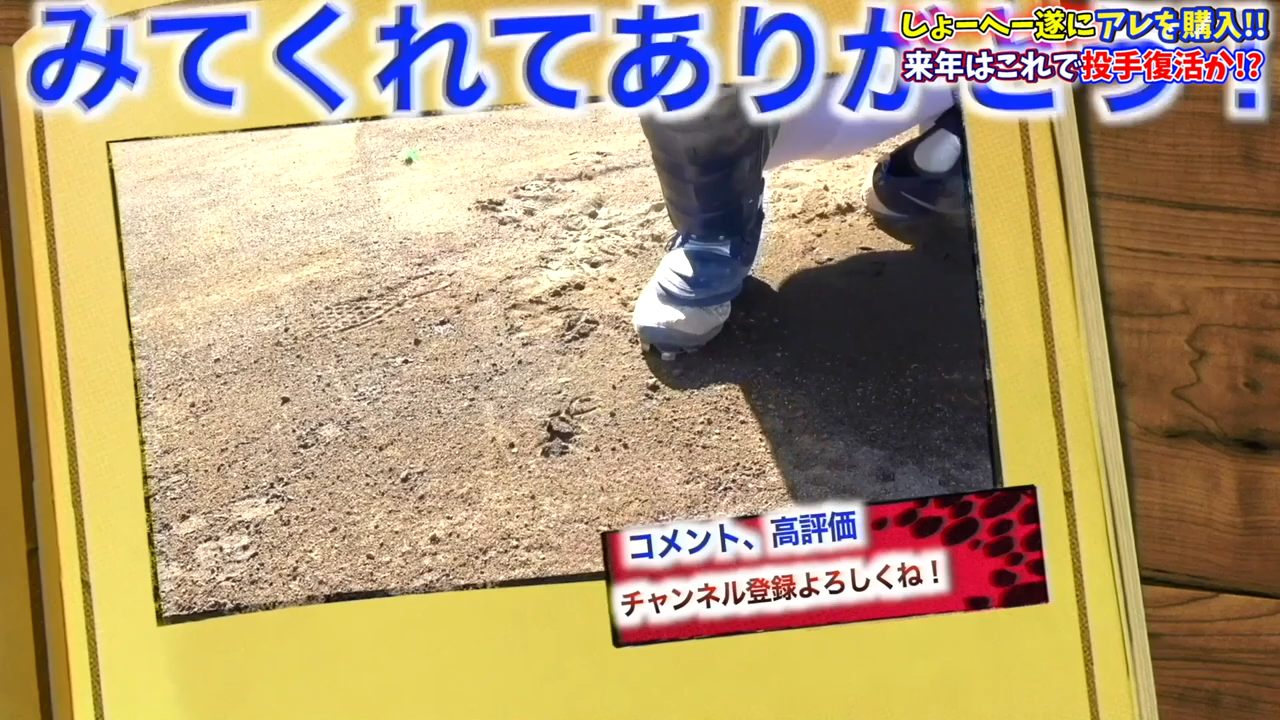 みてくれてありがとう！
しょーへー遂にアレを購入!!
来年はこれで投手復活か!?
コメント、高評価
チャンネル登録よろしくね！